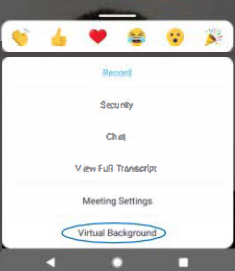 Record
Security
Chat
View Full Transcript
Meeting Settings
Virtual Background